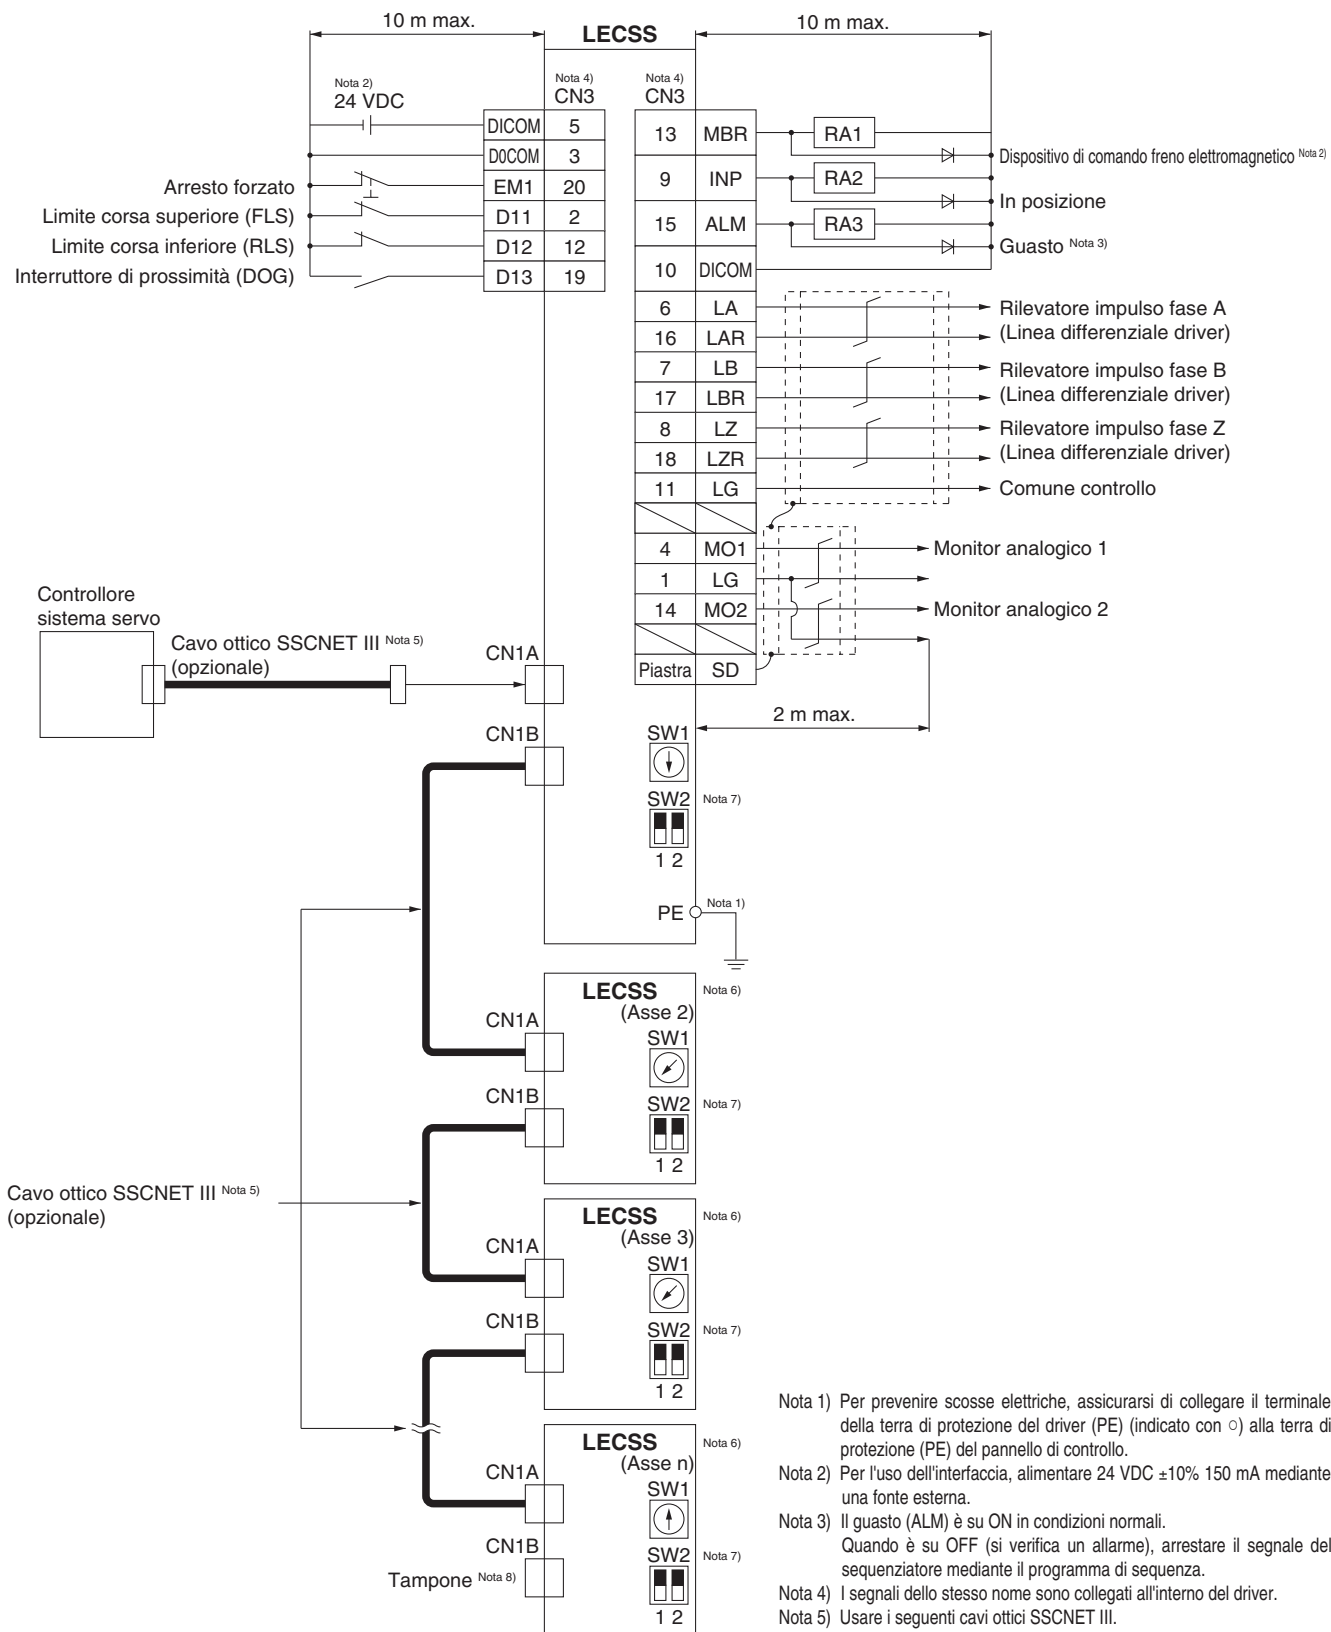 10 m max.
LECSS
10 m max.
Nota 2)
24 VDC
Nota 4)
CN3
Nota 4)
CN3
DICOM 5
D0COM 3
Arresto forzato EM1 20
Limite corsa superiore (FLS) D11 2
Limite corsa inferiore (RLS) D12 12
Interruttore di prossimità (DOG) D13 19
13 MBR RA1
Dispositivo di comando freno elettromagnetico Nota 2)
9 INP RA2
In posizione
15 ALM RA3
Guasto Nota 3)
10 DICOM
6 LA Rilevatore impulso fase A
16 LAR (Linea differenziale driver)
7 LB Rilevatore impulso fase B
17 LBR (Linea differenziale driver)
8 LZ Rilevatore impulso fase Z
18 LZR (Linea differenziale driver)
11 LG Comune controllo
4 MO1 Monitor analogico 1
1 LG
14 MO2 Monitor analogico 2
Piastra SD
2 m max.
Controllore
sistema servo
Cavo ottico SSCNET III Nota 5)
(opzionale)
CN1A
CN1B
SW1
SW2 Nota 7)
1 2
PE Nota 1)
LECSS Nota 6)
(Asse 2)
CN1A
SW1
CN1B
SW2 Nota 7)
1 2
Cavo ottico SSCNET III Nota 5)
(opzionale)
LECSS Nota 6)
(Asse 3)
CN1A
SW1
CN1B
SW2 Nota 7)
1 2
LECSS Nota 6)
(Asse n)
CN1A
SW1
CN1B
SW2 Nota 7)
Tampone Nota 8)
1 2
Nota 1) Per prevenire scosse elettriche, assicurarsi di collegare il terminale
della terra di protezione del driver (PE) (indicato con ○) alla terra di
protezione (PE) del pannello di controllo.
Nota 2) Per l'uso dell'interfaccia, alimentare 24 VDC ±10% 150 mA mediante
una fonte esterna.
Nota 3) Il guasto (ALM) è su ON in condizioni normali.
Quando è su OFF (si verifica un allarme), arrestare il segnale del
sequenziatore mediante il programma di sequenza.
Nota 4) I segnali dello stesso nome sono collegati all'interno del driver.
Nota 5) Usare i seguenti cavi ottici SSCNET III.